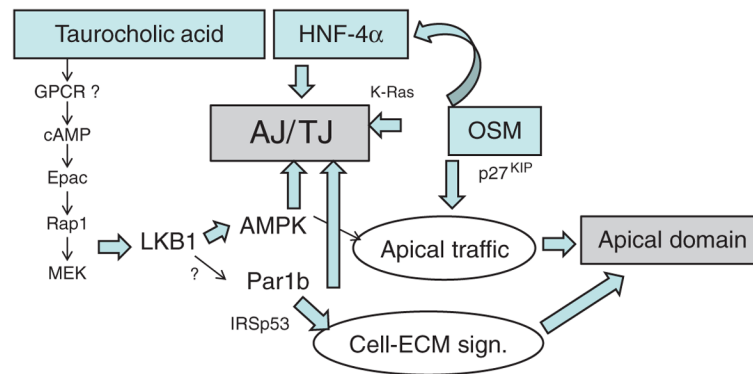 Taurocholic acid
HNF-4α
GPCR ?
K-Ras
AJ/TJ
OSM
cAMP
p27KIP
Epac
Rap1
LKB1
AMPK
Apical traffic
Apical domain
MEK
?
Par1b
IRSp53
Cell-ECM sign.